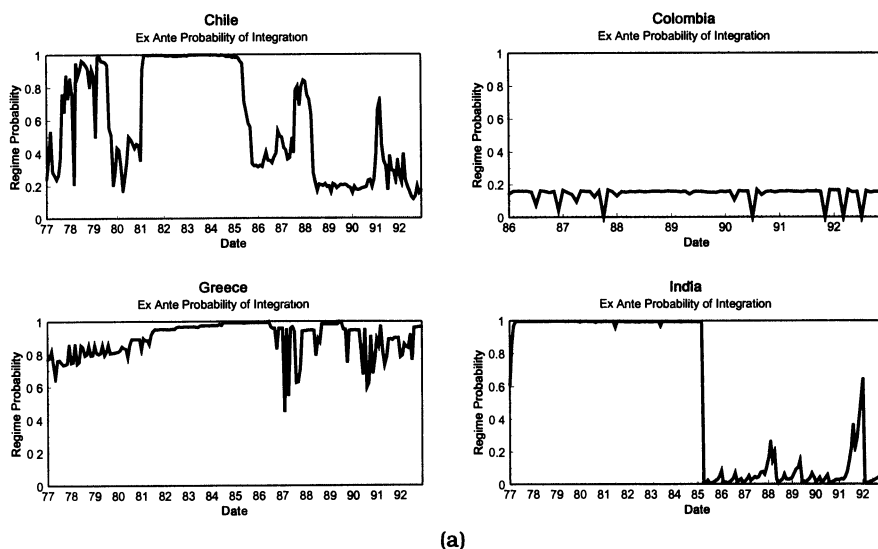 Chile
Ex Ante Probability of Integration
Regime Probability
1
0 8
0 6
0 4
0.2
0
77 78 79 80 81 82 83 84 85 86 87 88 89 90 91 92
Date
Colombia
Ex Ante Probability of Integration
Regime Probability
1
0 8
0 6
0 4
0.2
0
86 87 88 89 90 91 92
Date
Greece
Ex Ante Probability of Integration
Regime Probability
1
0 8
0 6
0 4
0 2
0
77 78 79 80 81 82 83 84 85 86 87 88 89 90 91 92
Date
India
Ex Ante Probability of Integration
Regime Probability
1
0 8
0 6
0 4
0.2
0
77 78 79 80 81 82 83 84 85 86 87 88 89 90 91 92
Date
(a)